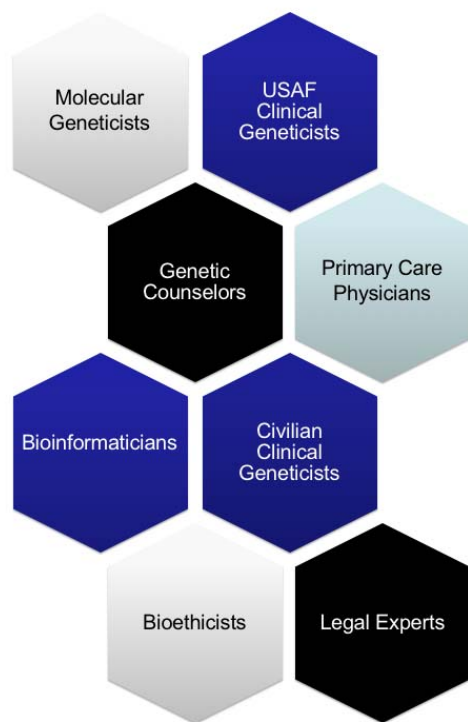 Molecular
Geneticists
USAF
Clinical
Geneticists
Genetic
Counselors
Primary Care
Physicians
Bioinformaticians
Civilian
Clinical
Geneticists
Bioethicists
Legal Experts